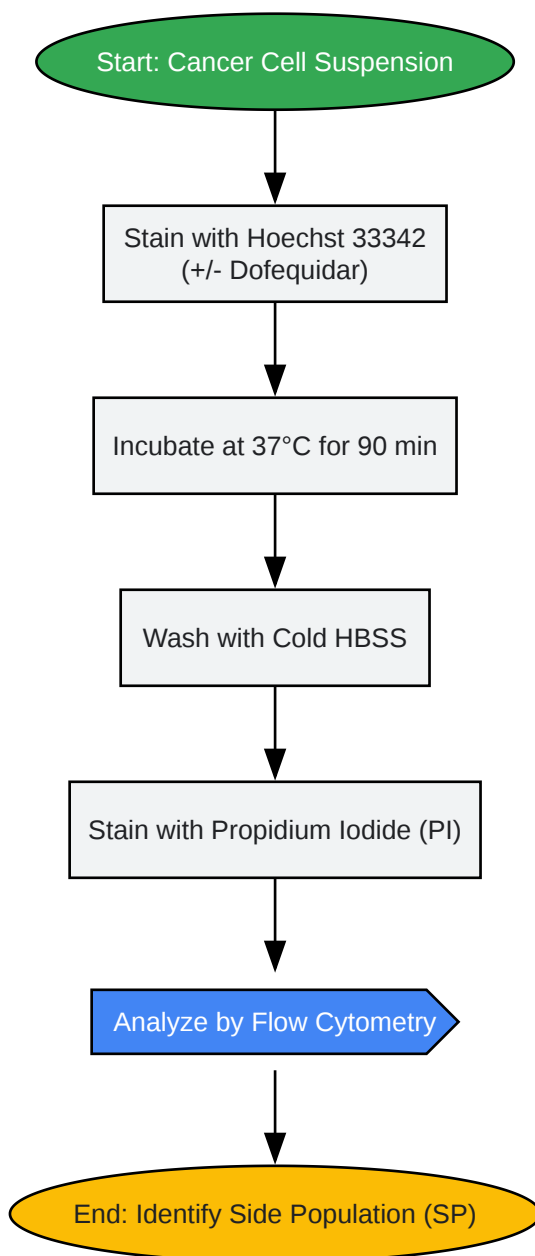 Start: Cancer Cell Suspension
Stain with Hoechst 33342
(+/- Dofequidar)
Incubate at 37°C for 90 min
Wash with Cold HBSS
Stain with Propidium Iodide (PI)
Analyze by Flow Cytometry
End: Identify Side Population (SP)